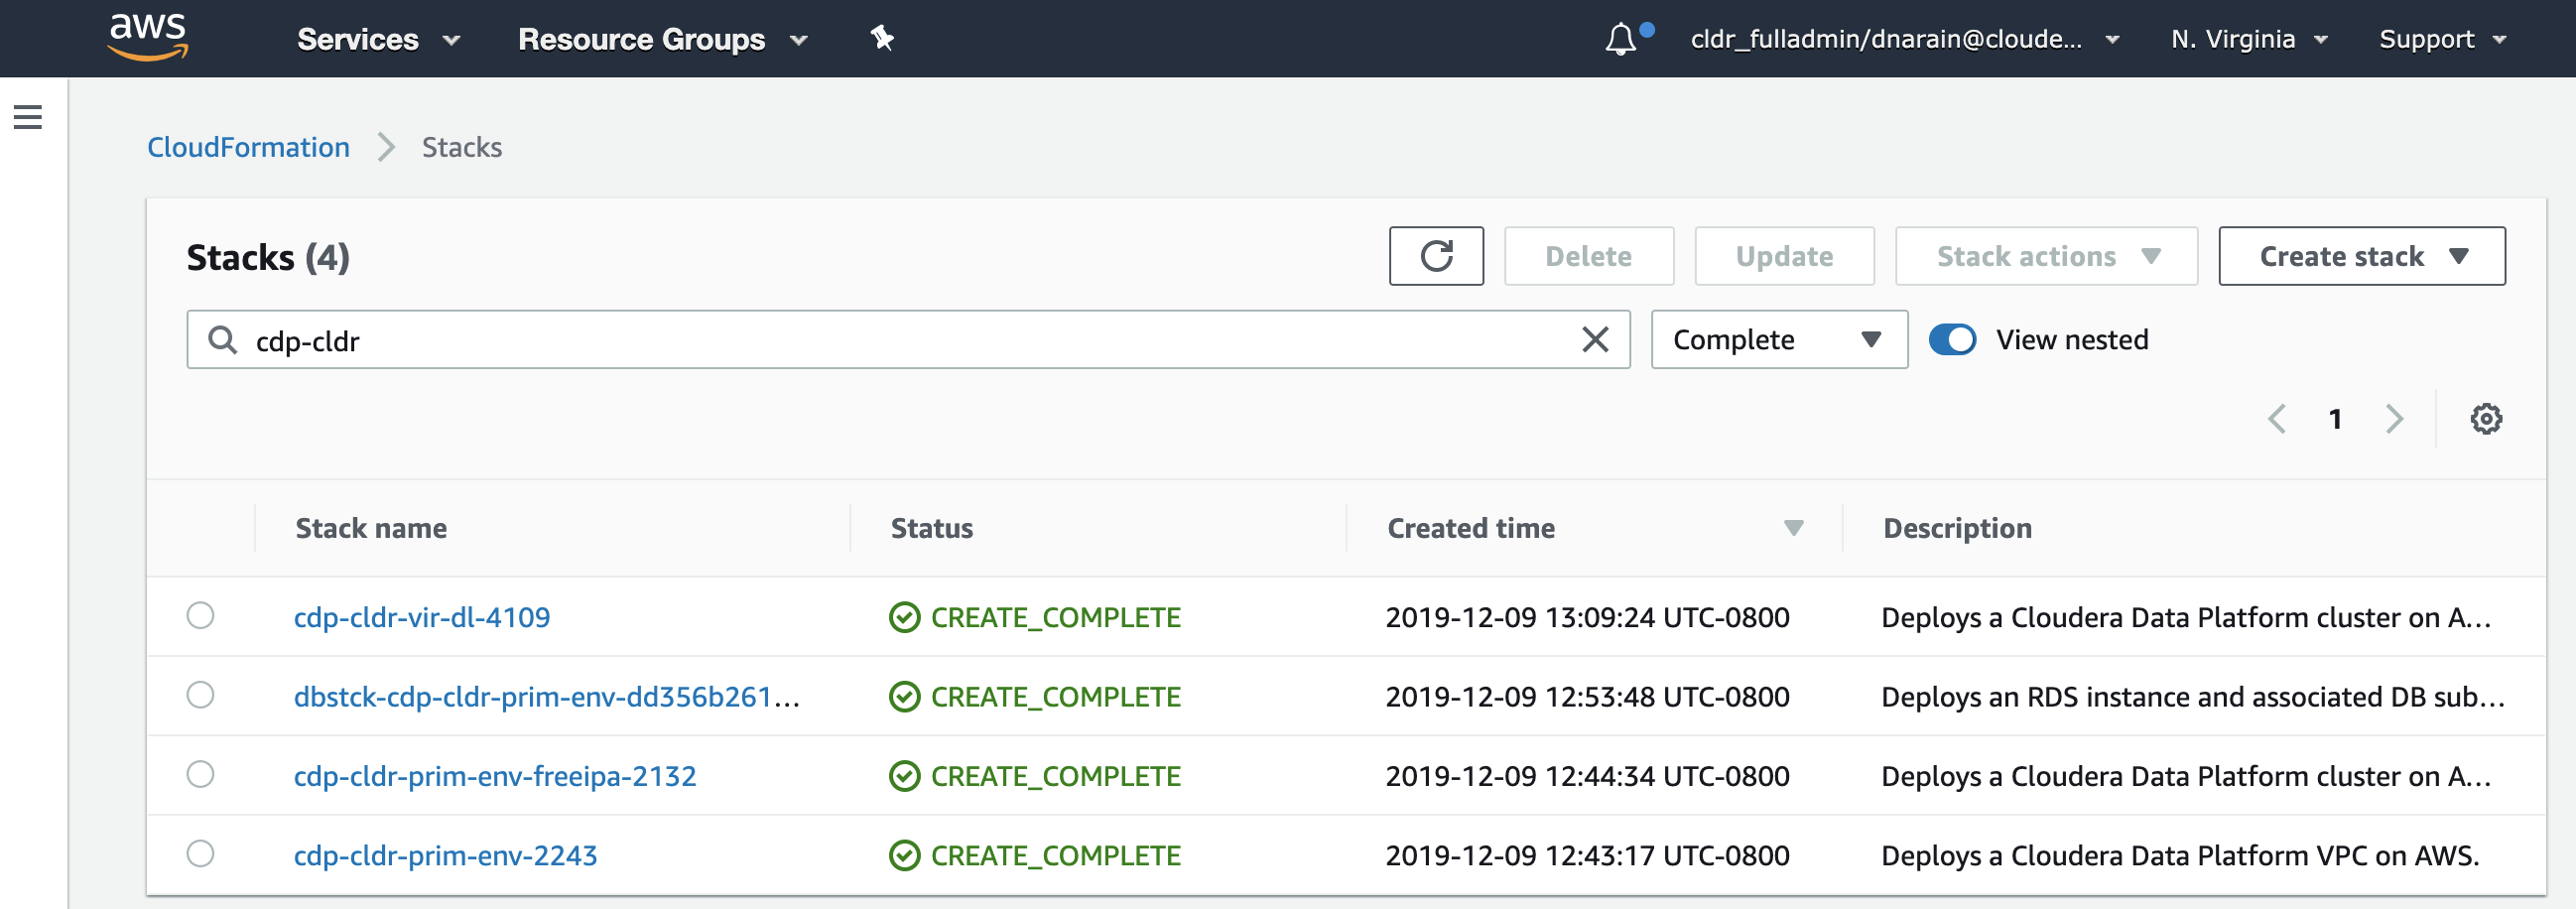 aws Services Resource Groups cldr_fulladmin/dnarain@cloude... N. Virginia Support
CloudFormation Stacks
Stacks (4) Delete Update Stack actions Create stack
cdp-cldr Complete View nested
1
Stack name Status Created time Description
cdp-cldr-vir-dl-4109 CREATE_COMPLETE 2019-12-09 13:09:24 UTC-0800 Deploys a Cloudera Data Platform cluster on A...
dbstck-cdp-cldr-prim-env-dd356b261... CREATE_COMPLETE 2019-12-09 12:53:48 UTC-0800 Deploys an RDS instance and associated DB sub...
cdp-cldr-prim-env-freeipa-2132 CREATE_COMPLETE 2019-12-09 12:44:34 UTC-0800 Deploys a Cloudera Data Platform cluster on A...
cdp-cldr-prim-env-2243 CREATE_COMPLETE 2019-12-09 12:43:17 UTC-0800 Deploys a Cloudera Data Platform VPC on AWS.